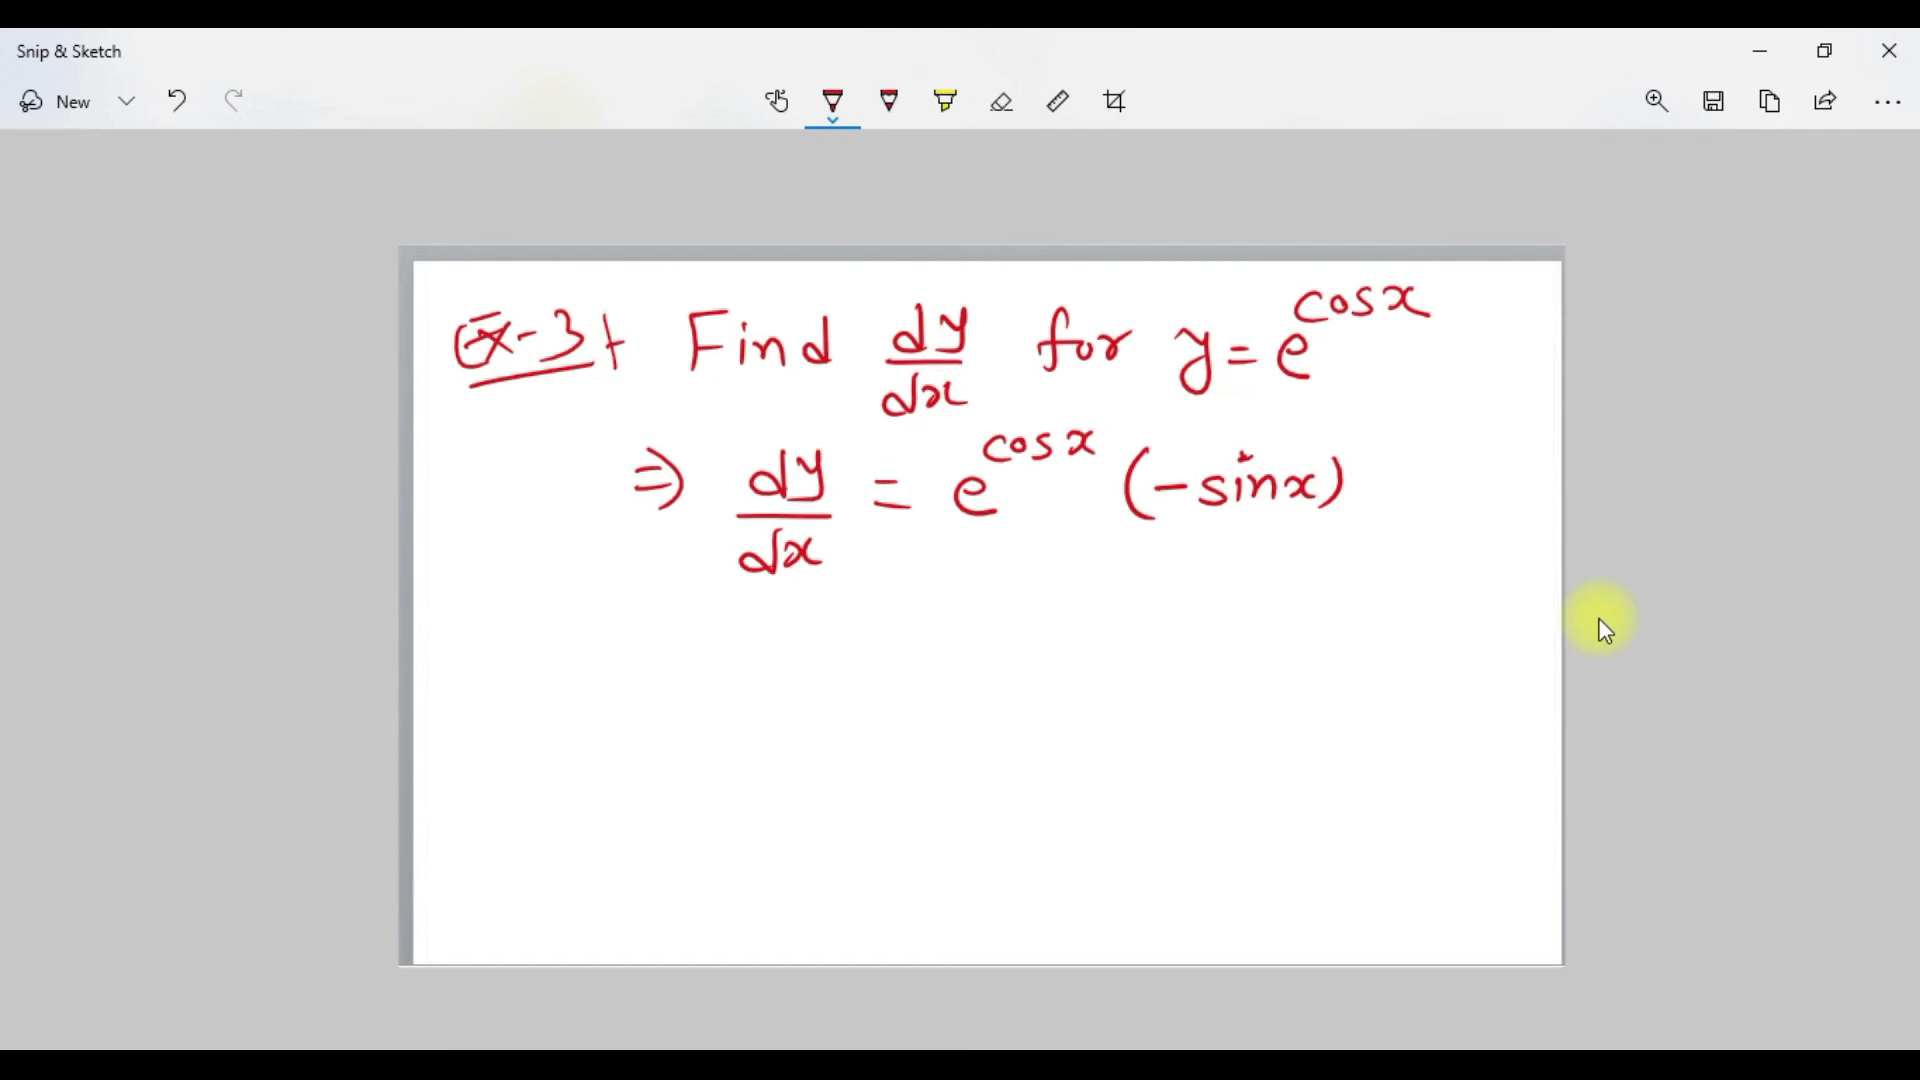 Snip & Sketch
New
Ex-3+ Find dy/dx for y = e^cosx
⇒ dy/dx = e^cosx (-sinx)